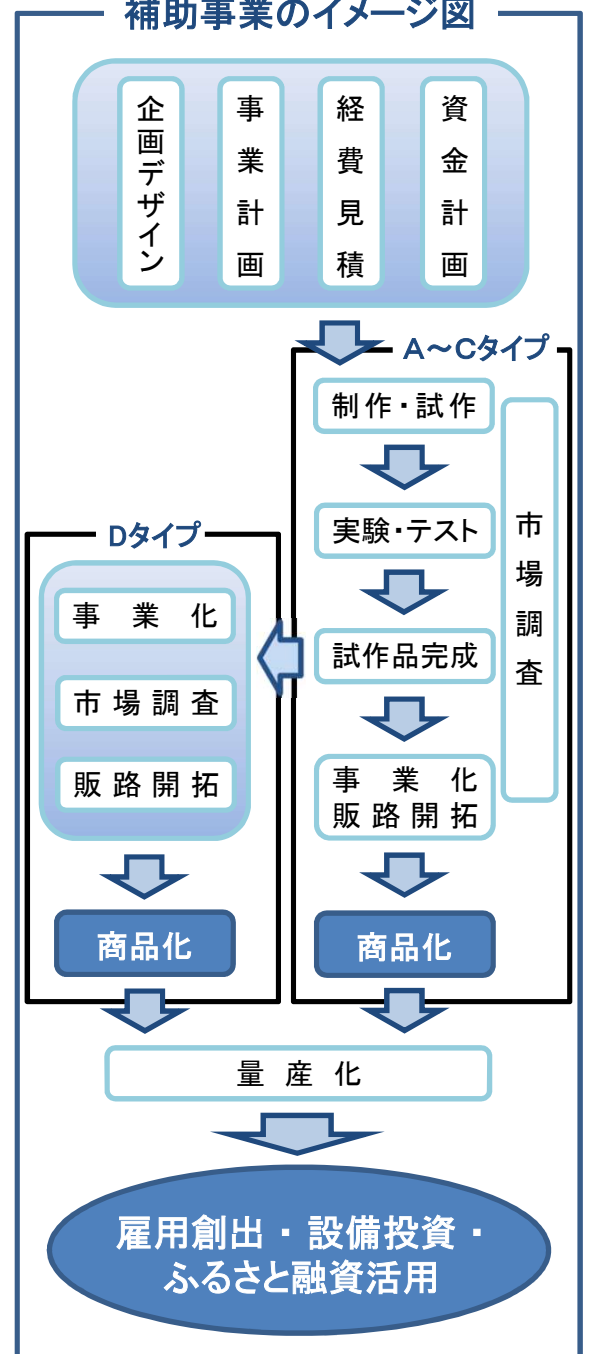 補助事業のイメージ図
企画デザイン
事業計画
経費見積
資金計画
A～Cタイプ
制作・試作
実験・テスト
試作品完成
事業化
販路開拓
商品化
市場調査
Dタイプ
事業化
市場調査
販路開拓
商品化
量産化
雇用創出・設備投資・
ふるさと融資活用